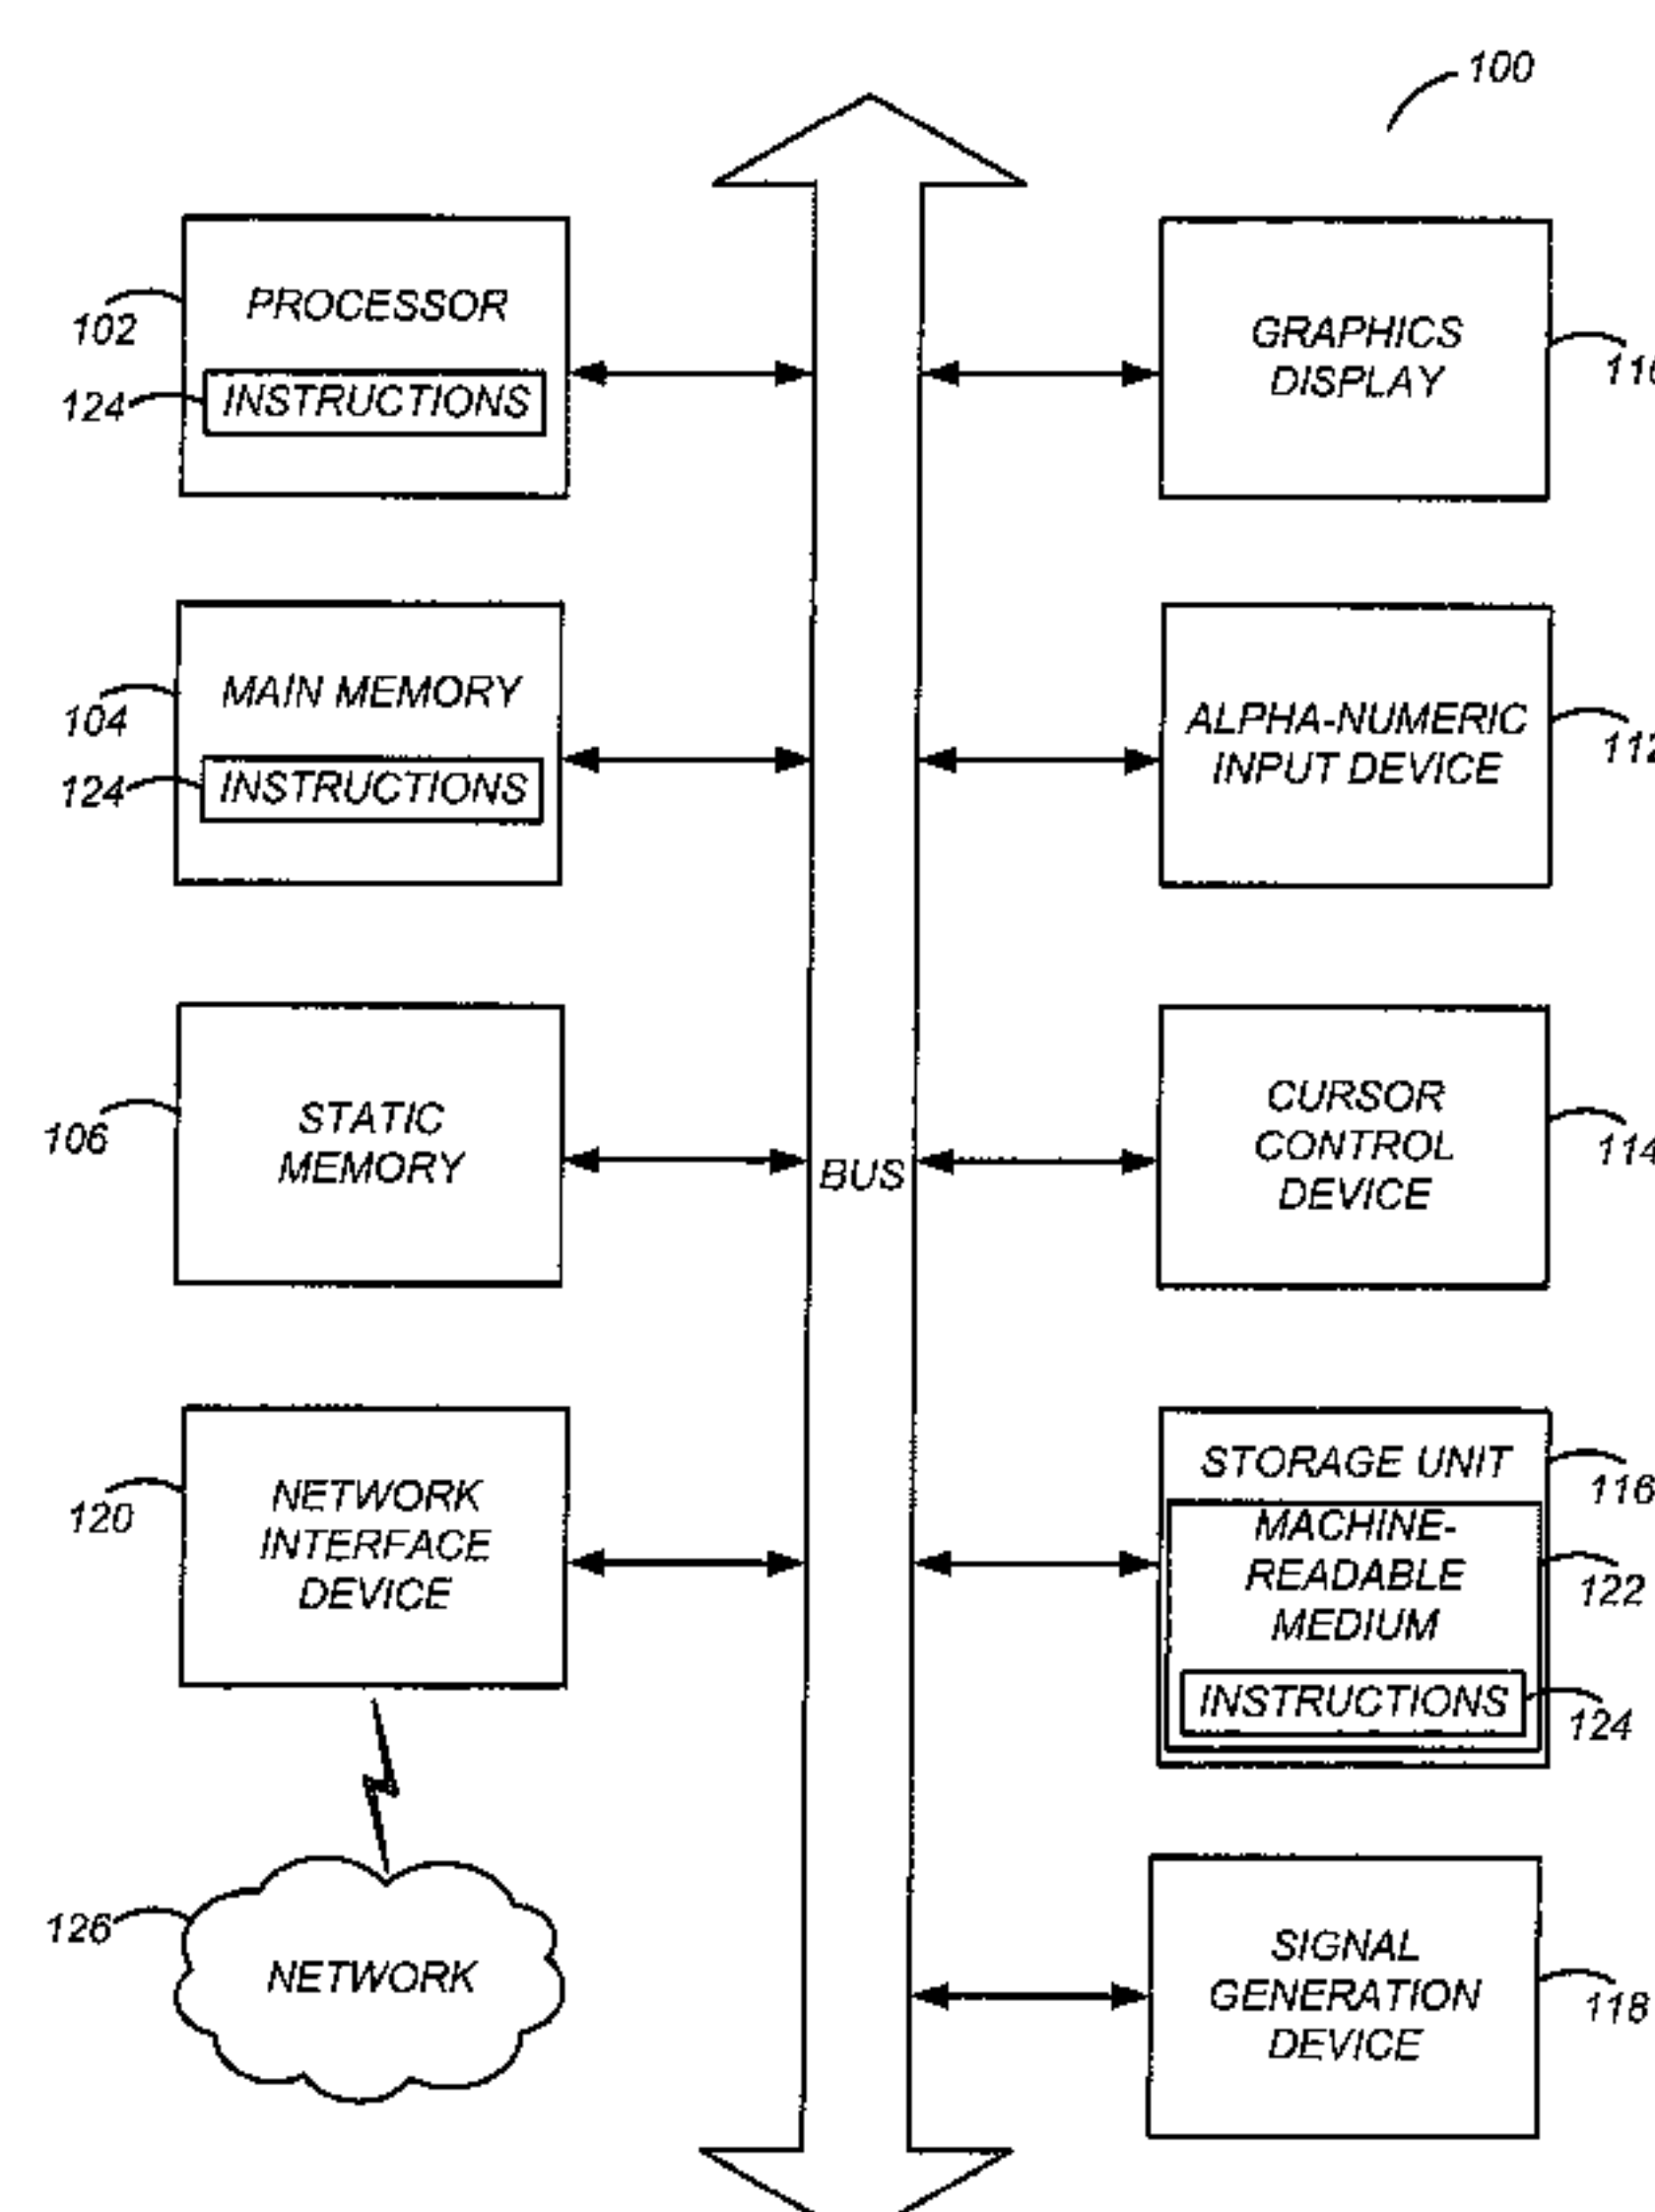 100
PROCESSOR
102
124
INSTRUCTIONS
GRAPHICS
DISPLAY
MAIN MEMORY
104
124
INSTRUCTIONS
ALPHA-NUMERIC
INPUT DEVICE
112
STATIC
MEMORY
106
BUS
CURSOR
CONTROL
DEVICE
114
NETWORK
INTERFACE
DEVICE
120
STORAGE UNIT
116
MACHINE-
READABLE
MEDIUM
122
INSTRUCTIONS
124
126
NETWORK
SIGNAL
GENERATION
DEVICE
118